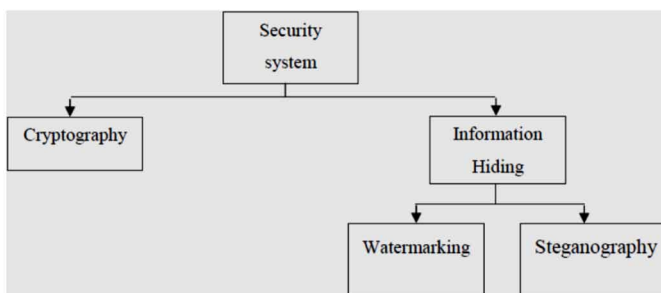 Security
system
Cryptography
Information
Hiding
Watermarking
Steganography